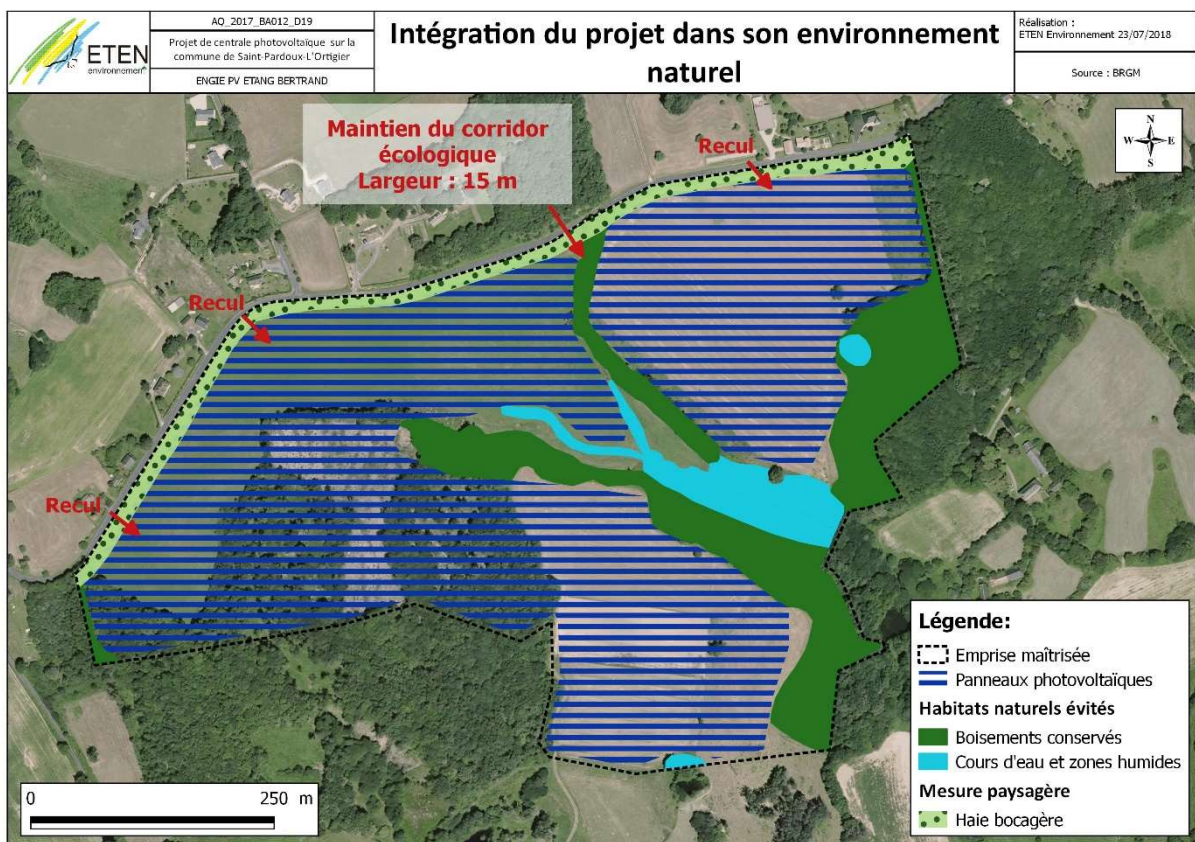 ETEN
environnement
AQ_2017_BA012_D19
Projet de centrale photovoltaïque sur la
commune de Saint-Pardoux-L'Ortigier
ENGIE PV ETANG BERTRAND
Intégration du projet dans son environnement
naturel
Réalisation :
ETEN Environnement 23/07/2018
Source : BRGM
Maintien du corridor
écologique
Largeur : 15 m
Recul
N
W E
S
Recul
Recul
Légende:
Emprise maîtrisée
Panneaux photovoltaïques
Habitats naturels évités
Boisements conservés
Cours d'eau et zones humides
Mesure paysagère
Haie bocagère
0 250 m